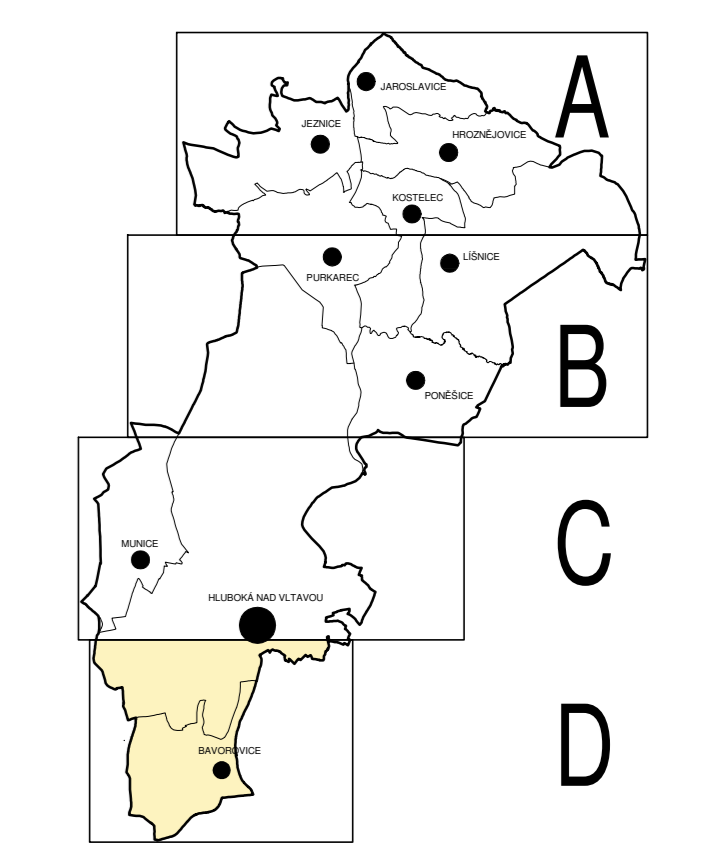 A
JAROSLAVICE
JEZNICE
HROZNĚJOVICE
KOSTELEC
LÍŠNICE
PURKAREC
B
PONĚŠICE
C
MUNICE
HLUBOKÁ NAD VLTAVOU
D
BAVOROVICE